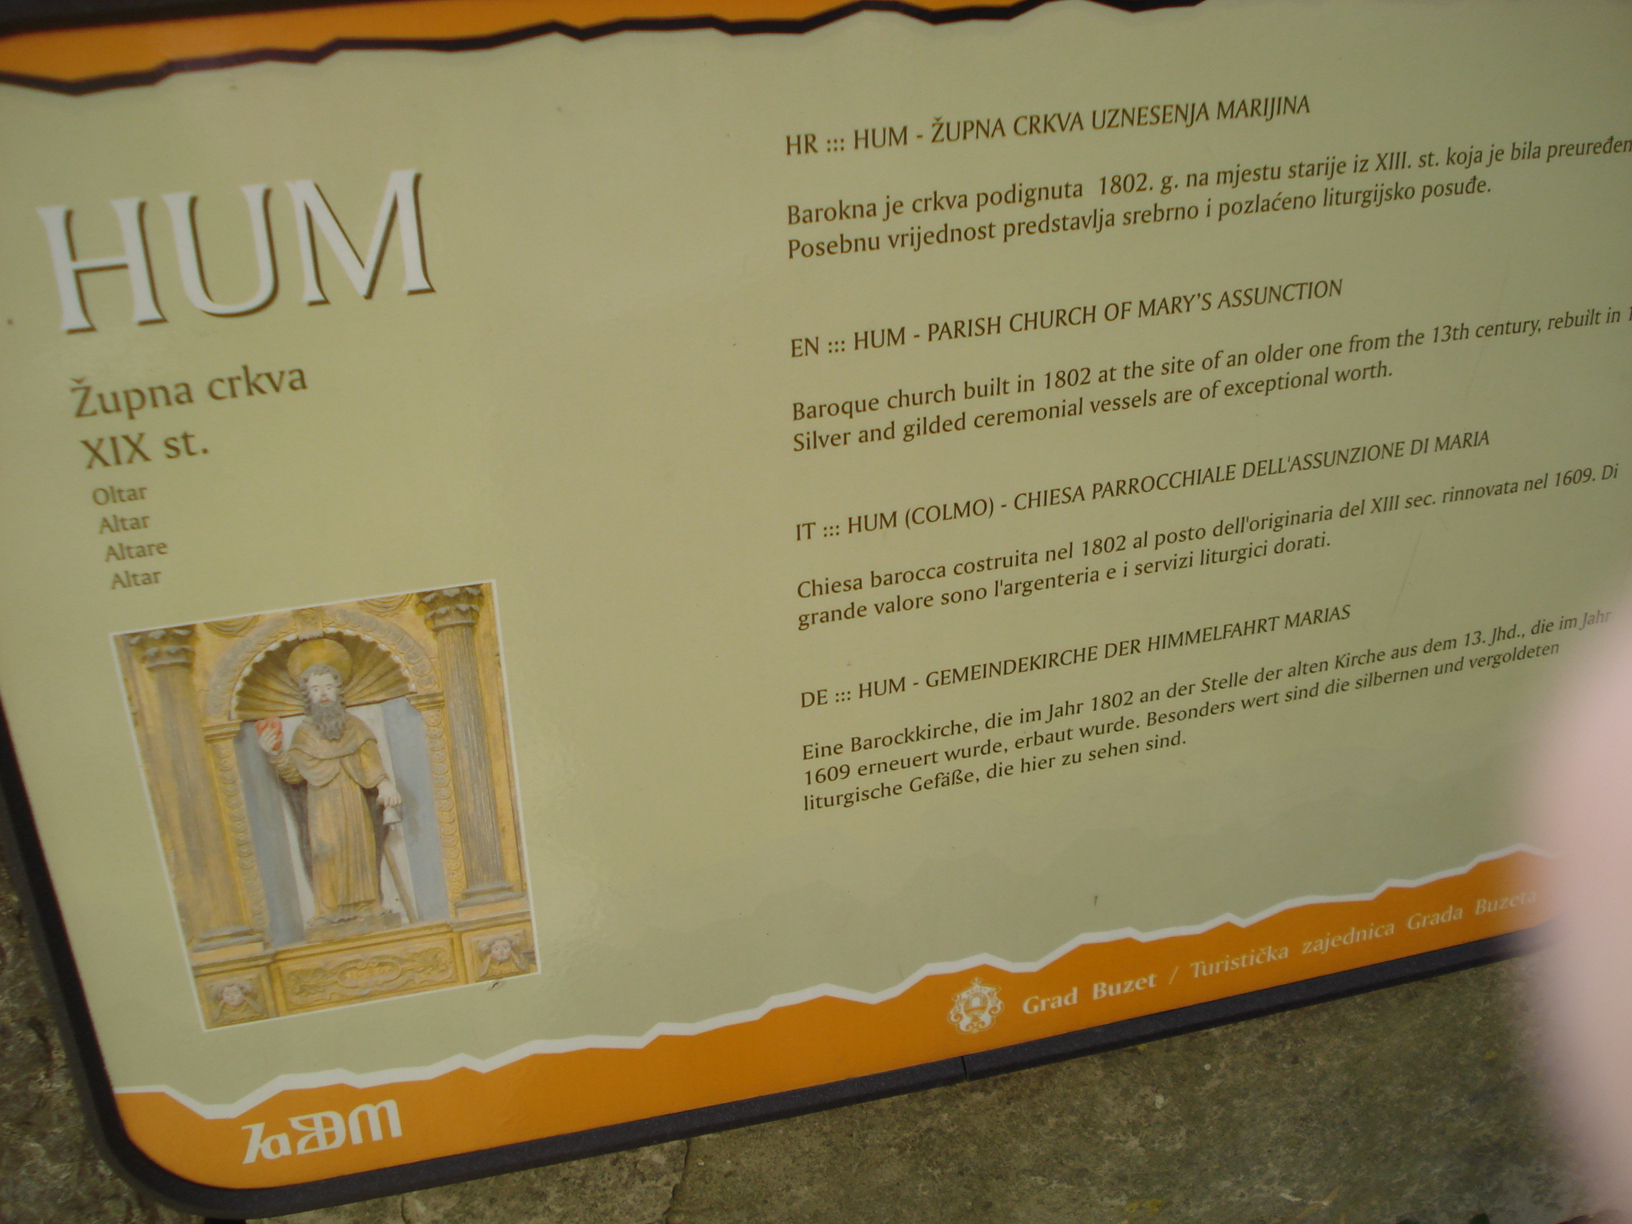 HUM
Župna crkva
XIX st.
Oltar
Altar
Altare
Altar
HR ::: HUM - ŽUPNA CRKVA UZNESENJA MARIJINA
Barokna je crkva podignuta 1802. g. na mjestu starije iz XIII. st. koja je bila preuređen
Posebnu vrijednost predstavlja srebrno i pozlaćeno liturgijsko posuđe.
EN ::: HUM - PARISH CHURCH OF MARY'S ASSUNCTION
Baroque church built in 1802 at the site of an older one from the 13th century, rebuilt in 1
Silver and gilded ceremonial vessels are of exceptional worth.
IT ::: HUM (COLMO) - CHIESA PARROCCHIALE DELL'ASSUNZIONE DI MARIA
Chiesa barocca costruita nel 1802 al posto dell'originaria del XIII sec. rinnovata nel 1609. Di
grande valore sono l'argenteria e i servizi liturgici dorati.
DE ::: HUM - GEMEINDEKIRCHE DER HIMMELFAHRT MARIAS
Eine Barockkirche, die im Jahr 1802 an der Stelle der alten Kirche aus dem 13. Jhd., die im Jahr
1609 erneuert wurde, erbaut wurde. Besonders wert sind die silbernen und vergoldeten
liturgische Gefäße, die hier zu sehen sind.
Grad Buzet / Turistička zajednica Grada Buzeta